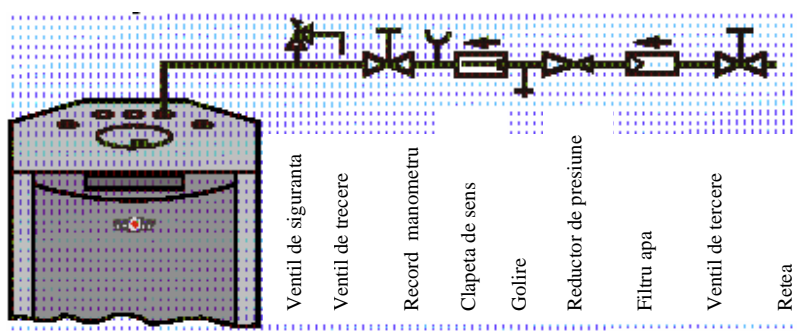 Ventil de siguranta
Ventil de trecere
Record manometru
Clapeta de sens
Golire
Reductor de presiune
Filtru apa
Ventil de tercere
Retea